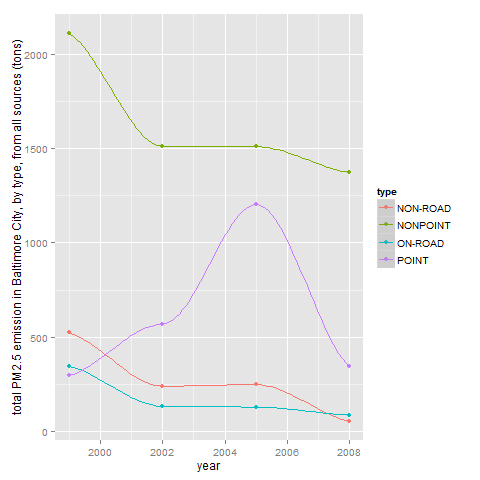 total PM2.5 emission in Baltimore City, by type, from all sources (tons)
2000
1500
1000
500
0
2000
2002
2004
2006
2008
year
type
NON-ROAD
NONPOINT
ON-ROAD
POINT